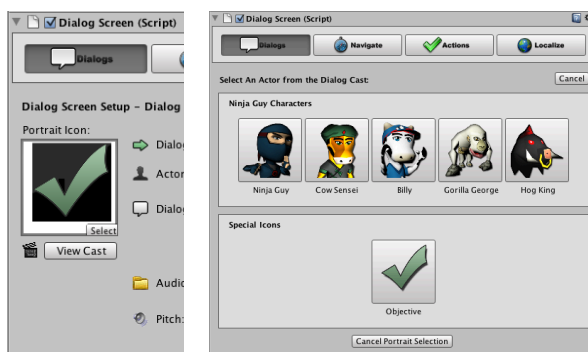 Dialog Screen (Script)
Dialogs
Dialog Screen Setup – Dialog
Portrait Icon:
Select
View Cast
Dialog
Actor
Dialog
Audio
Pitch:
Dialog Screen (Script)
Dialogs
Navigate
Actions
Localize
Select An Actor from the Dialog Cast:
Cancel
Ninja Guy Characters
Ninja Guy
Cow Sensei
Billy
Gorilla George
Hog King
Special Icons
Objective
Cancel Portrait Selection